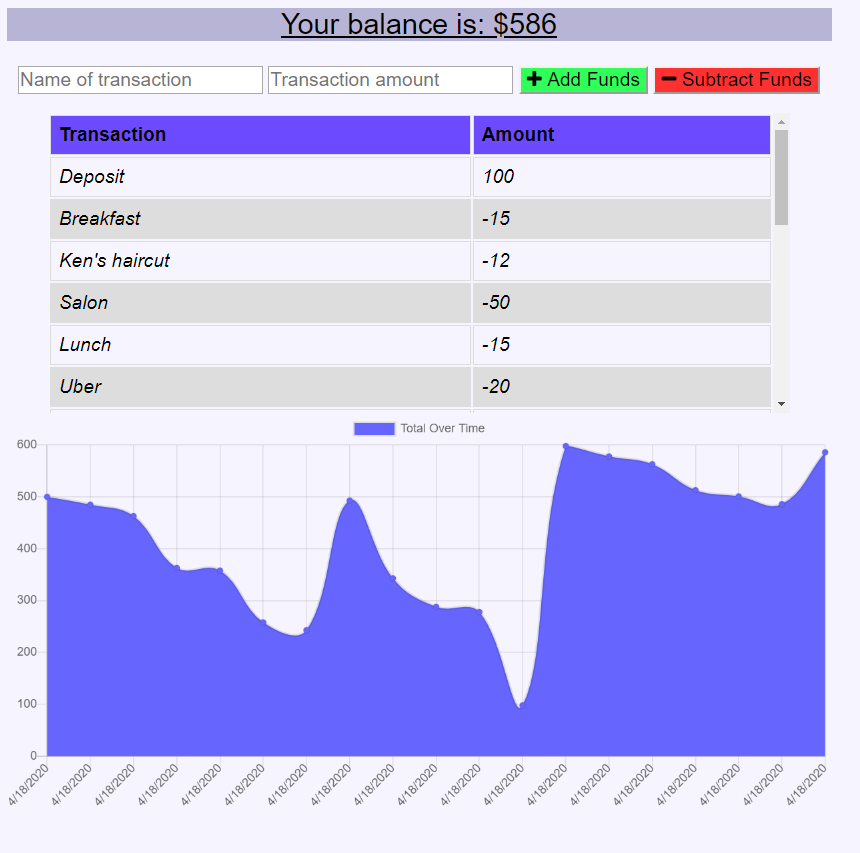 Your balance is: $586
Name of transaction Transaction amount Add Funds Subtract Funds
Transaction Amount
Deposit 100
Breakfast -15
Ken's haircut -12
Salon -50
Lunch -15
Uber -20
Total Over Time
600
500
400
300
200
100
0
4/18/2020 4/18/2020 4/18/2020 4/18/2020 4/18/2020 4/18/2020 4/18/2020 4/18/2020 4/18/2020 4/18/2020 4/18/2020 4/18/2020 4/18/2020 4/18/2020 4/18/2020 4/18/2020 4/18/2020 4/18/2020 4/18/2020